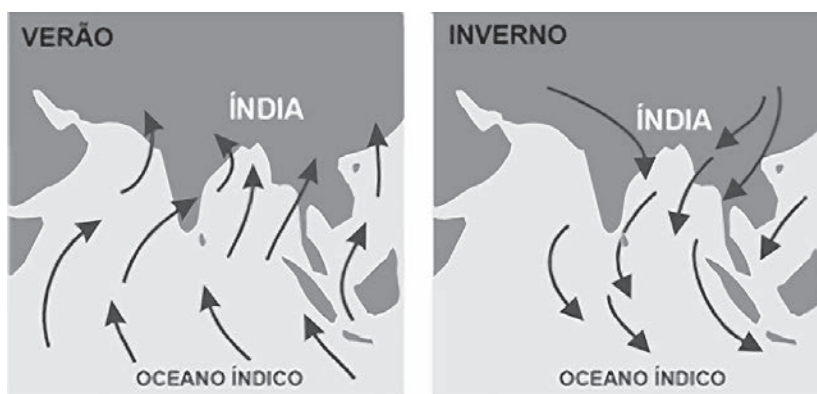 VERÃO
ÍNDIA
OCEANO ÍNDICO
INVERNO
ÍNDIA
OCEANO ÍNDICO